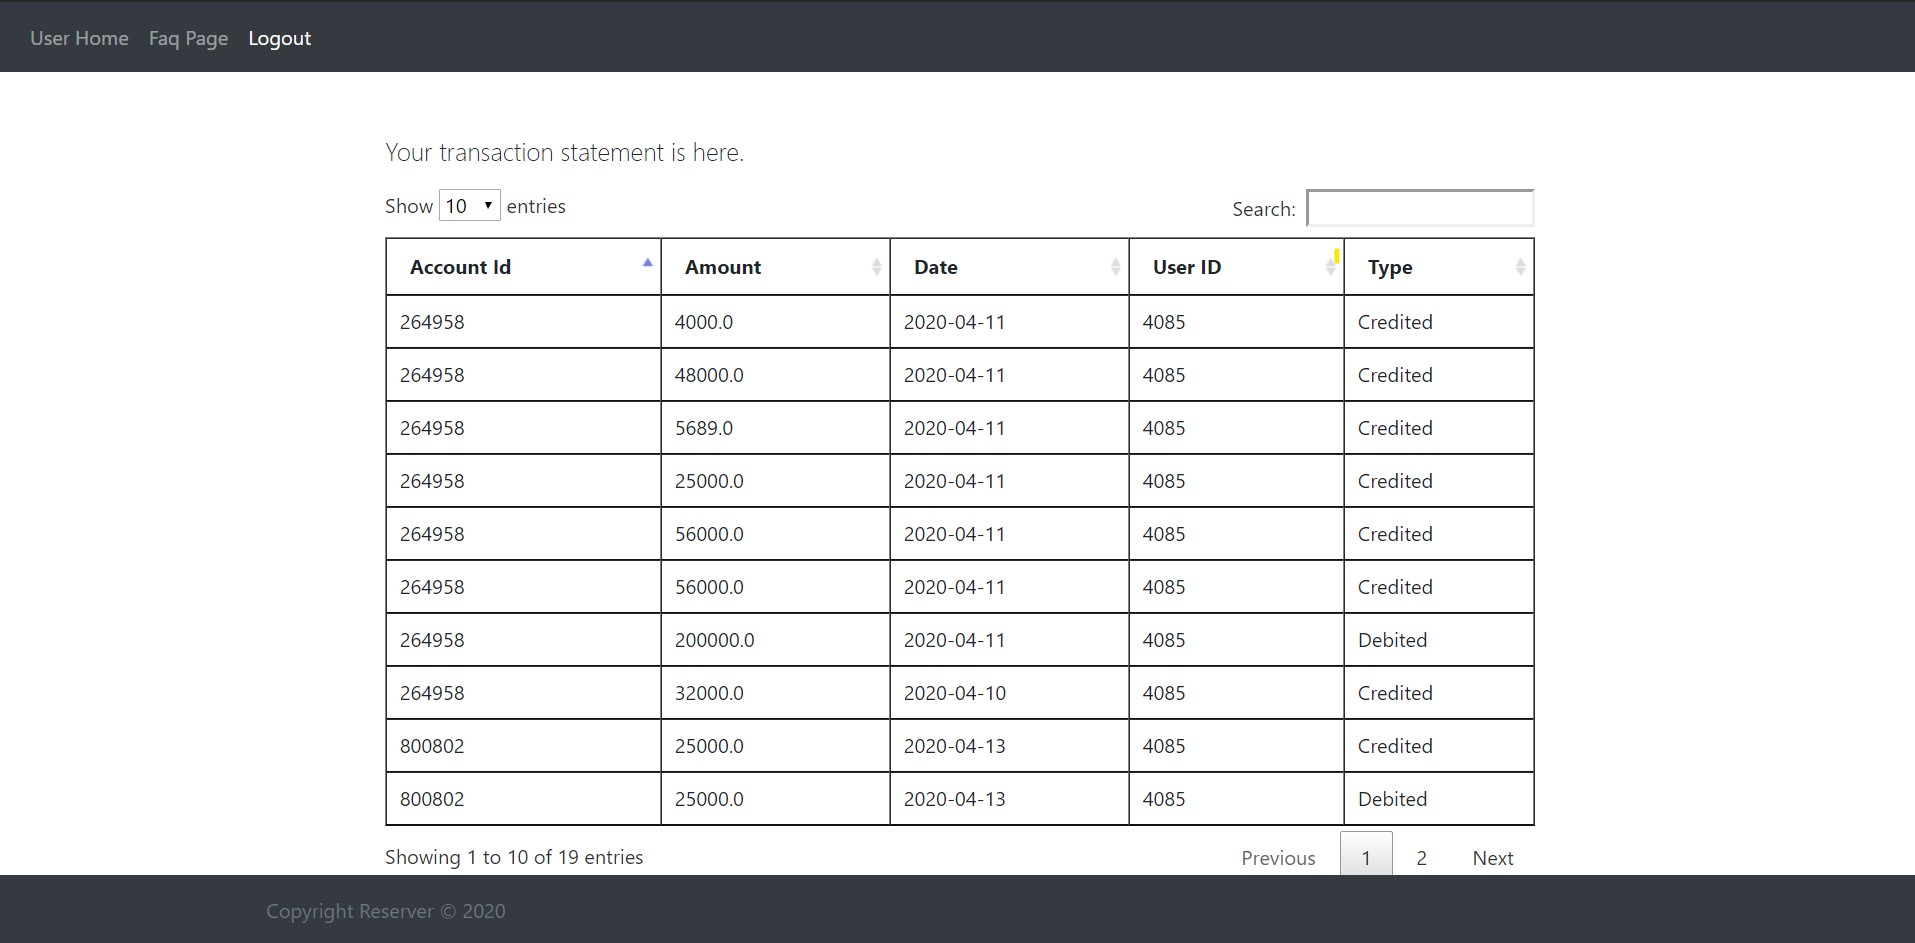 User Home Faq Page Logout
Your transaction statement is here.
Show 10 entries Search:
Account Id Amount Date User ID Type
264958 4000.0 2020-04-11 4085 Credited
264958 48000.0 2020-04-11 4085 Credited
264958 5689.0 2020-04-11 4085 Credited
264958 25000.0 2020-04-11 4085 Credited
264958 56000.0 2020-04-11 4085 Credited
264958 56000.0 2020-04-11 4085 Credited
264958 200000.0 2020-04-11 4085 Debited
264958 32000.0 2020-04-10 4085 Credited
800802 25000.0 2020-04-13 4085 Credited
800802 25000.0 2020-04-13 4085 Debited
Showing 1 to 10 of 19 entries Previous 1 2 Next
Copyright Reserver © 2020